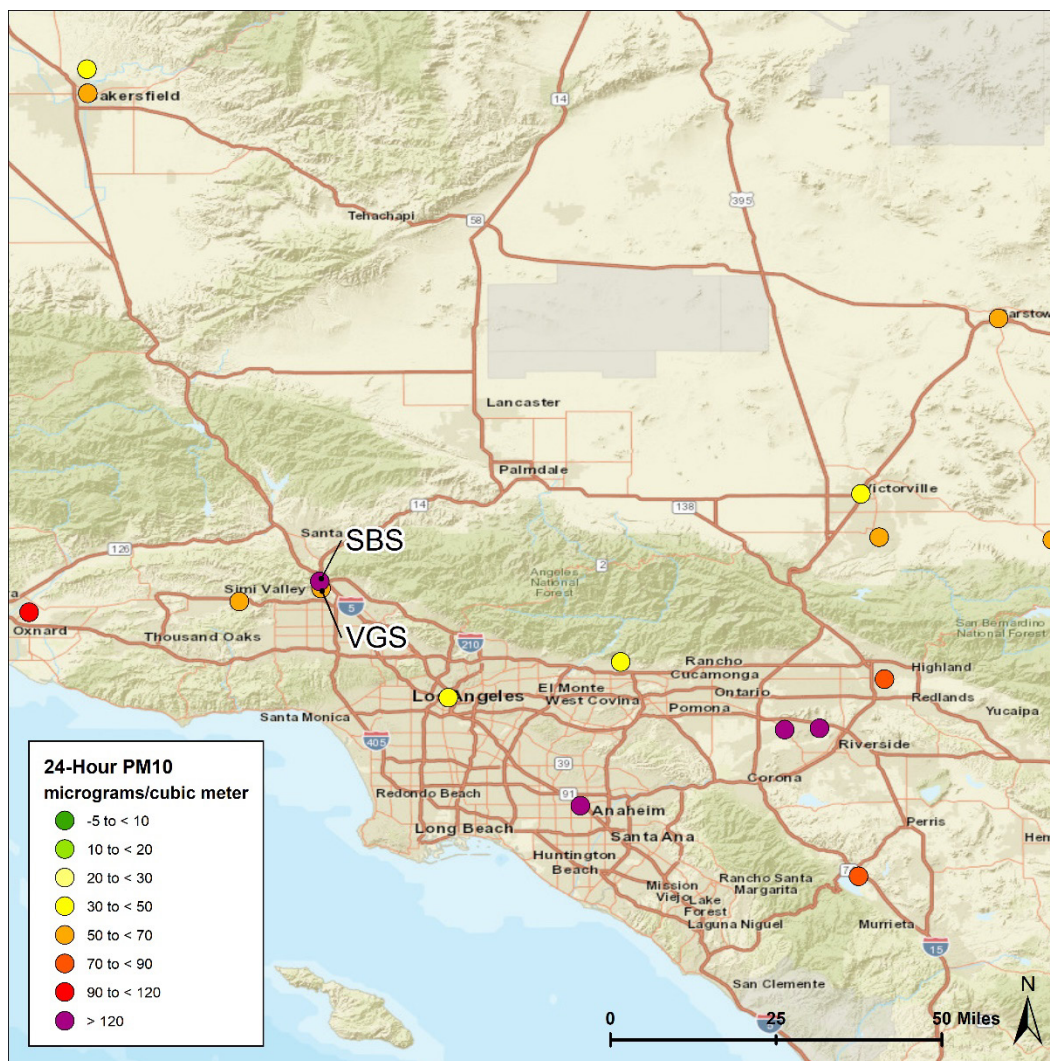 akersfield
14
395
Tehachapi
58
arstow
Lancaster
Palmdale
Victorville
14
138
Santa
126
SBS
2
Angeles
National
Forest
Simi Valley
5
VGS
Oxnard
Thousand Oaks
210
San Bernardino
National Forest
Rancho
Cucamonga
Highland
Los Angeles
El Monte
West Covina
Ontario
Redlands
Pomona
Yucaipa
Santa Monica
405
Riverside
39
Corona
Redondo Beach
91
Anaheim
Perris
Long Beach
Santa Ana
Hem
Huntington
Beach
Rancho Santa
Margarita
Mission
Viejo
Lake
Forest
Laguna Niguel
Murrieta
15
San Clemente
N
24-Hour PM10
micrograms/cubic meter
-5 to < 10
10 to < 20
20 to < 30
30 to < 50
50 to < 70
70 to < 90
90 to < 120
> 120
0 25 50 Miles